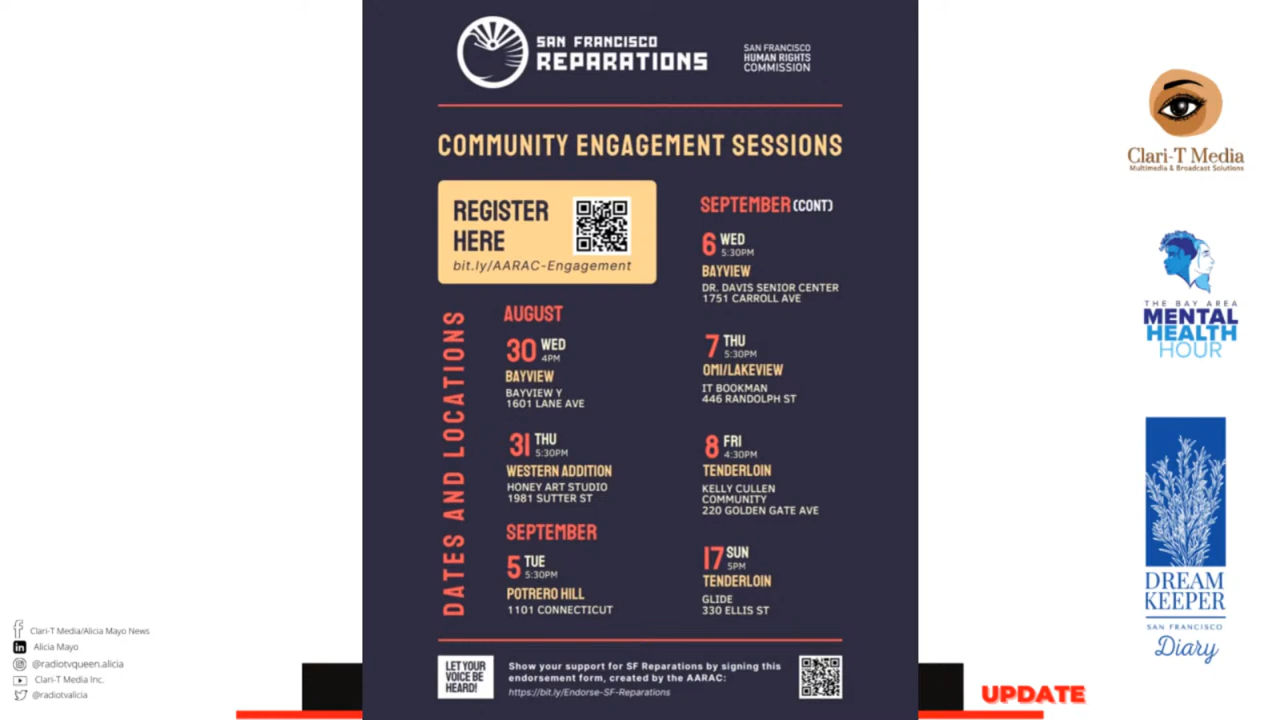 SAN FRANCISCO
REPARATIONS
SAN FRANCISCO
HUMAN RIGHTS
COMMISSION
COMMUNITY ENGAGEMENT SESSIONS
REGISTER
HERE
bit.ly/AARAC-Engagement
DATES AND LOCATIONS
AUGUST
30 WED
4PM
BAYVIEW
BAYVIEW Y
1601 LANE AVE
31 THU
5:30PM
WESTERN ADDITION
HONEY ART STUDIO
1981 SUTTER ST
SEPTEMBER
5 TUE
5:30PM
POTRERO HILL
1101 CONNECTICUT
SEPTEMBER (CONT)
6 WED
5:30PM
BAYVIEW
DR. DAVIS SENIOR CENTER
1751 CARROLL AVE
7 THU
5:30PM
OMI/LAKEVIEW
IT BOOKMAN
446 RANDOLPH ST
8 FRI
4:30PM
TENDERLOIN
KELLY CULLEN
COMMUNITY
220 GOLDEN GATE AVE
17 SUN
5PM
TENDERLOIN
GLIDE
330 ELLIS ST
LET YOUR
VOICE BE
HEARD!
Show your support for SF Reparations by signing this
endorsement form, created by the AARAC:
https://bit.ly/Endorse-SF-Reparations
Clari-T Media
Multimedia & Broadcast Solutions
THE BAY AREA
MENTAL
HEALTH
HOUR
DREAM
KEEPER
SAN FRANCISCO
Diary
Clari-T Media/Alicia Mayo News
Alicia Mayo
@radiotvqueen.alicia
Clari-T Media Inc.
@radiotvalicia
UPDATE